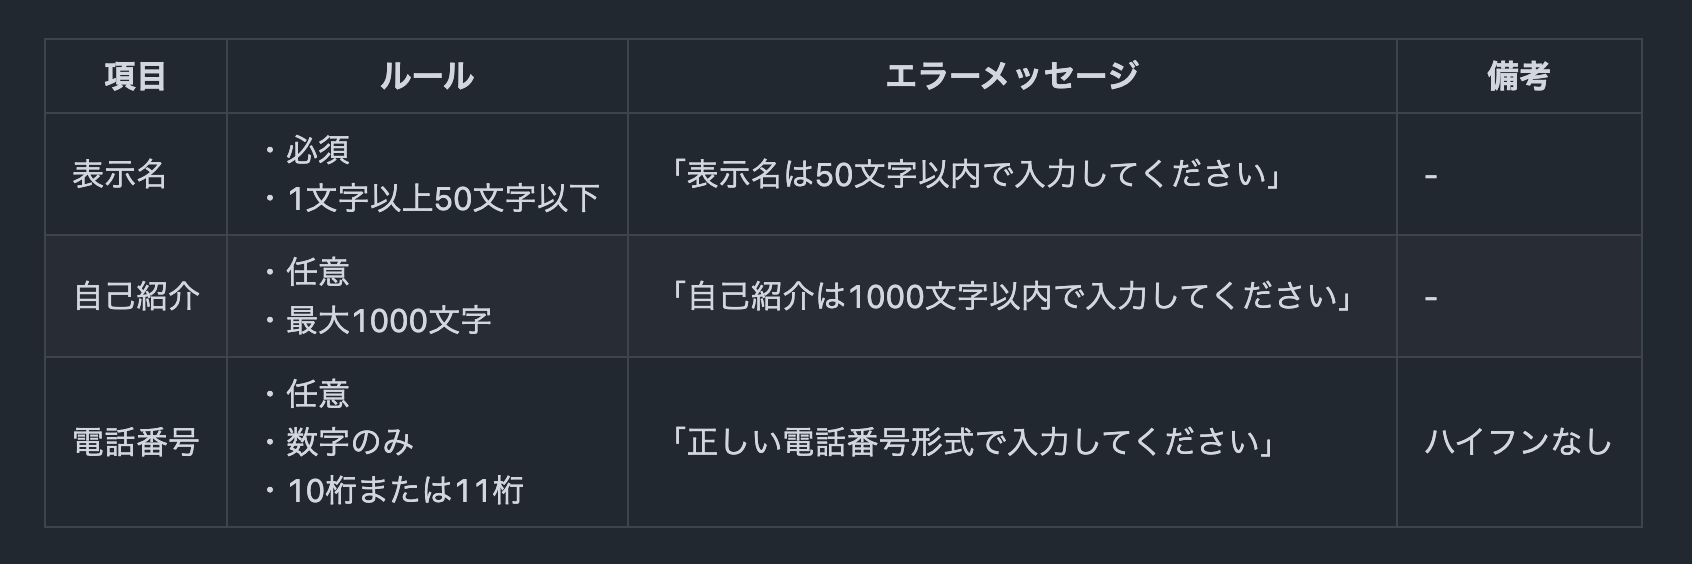 項目 ルール エラーメッセージ 備考
表示名
・必須
・1文字以上50文字以下
「表示名は50文字以内で入力してください」
-
自己紹介
・任意
・最大1000文字
「自己紹介は1000文字以内で入力してください」
-
電話番号
・任意
・数字のみ
・10桁または11桁
「正しい電話番号形式で入力してください」
ハイフンなし